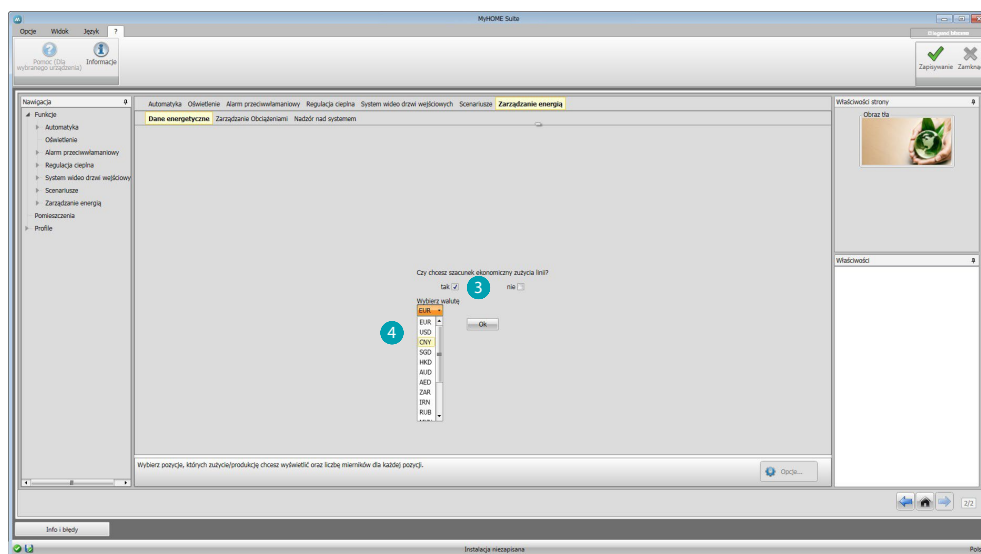 MyHOME Suite
Opcje Widok Język ?
Pomoc (Dla wybranego urządzenia)
Informacje
Zapisywanie
Nawigacja
Funkcje
Automatyka
Oświetlenie
Alarm przeciwwłamaniowy
Regulacja cieplna
System wideo drzwi wejściowy
Scenariusze
Zarządzanie energią
Pomieszczenia
Profile
Automatyka Oświetlenie Alarm przeciwwłamaniowy Regulacja cieplna System wideo drzwi wejściowych Scenariusze Zarządzanie energią
Dane energetyczne Zarządzanie Obciążeniami Nadzór nad systemem
Czy chcesz szacunek ekonomiczny zużycia linii?
tak 3 nie
Wybierz walutę
EUR
Ok
4
EUR
USD
CNY
SGD
HKD
AUD
AED
ZAR
IRN
RUB
Wybierz pozycje, których zużycie/produkcję chcesz wyświetlić oraz liczbę mierników dla każdej pozycji.
Opcje...
Właściwości strony
Obraz tła
Właściwości
2/2
Info i błędy
Instalacja niezapisana